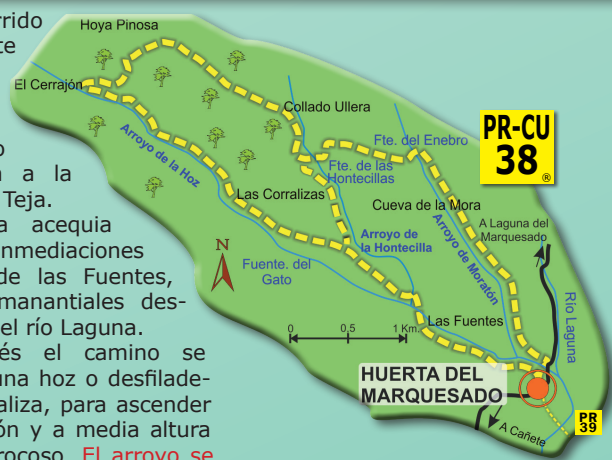 rrido
te
o
a a la
Teja.
a acequia
nmediaciones
de las Fuentes,
manantiales des-
el río Laguna.
és el camino se
una hoz o desfilade-
aliza, para ascender
ón y a media altura
rocoso. El arroyo se
Hoya Pinosa
El Cerrajón
Collado Ullera
PR-CU
38
®
Fte. del Enebro
Arroyo de la Hoz
Fte. de las
Hontecillas
Las Corralizas
Cueva de la Mora
A Laguna del
Marquesado
Arroyo de
la Hontecilla
Arroyo de Moratón
N
Fuente. del
Gato
Río Laguna
0 0,5 1 Km.
Las Fuentes
HUERTA DEL
MARQUESADO
PR
39
A Cañete